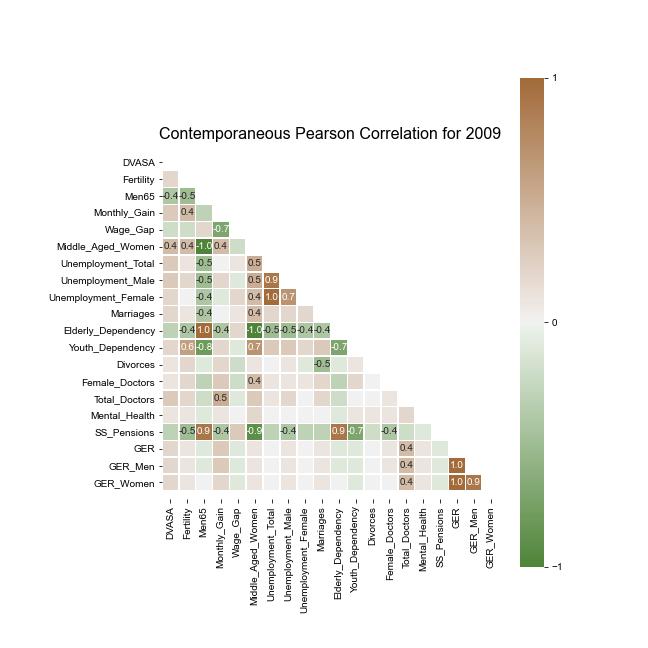 Contemporaneous Pearson Correlation for 2009
DVASA
Fertility
Men65 -0.4 -0.5
Monthly_Gain 0.4
Wage_Gap -0.7
Middle_Aged_Women 0.4 0.4 -1.0 0.4
Unemployment_Total -0.5 0.5
Unemployment_Male -0.5 0.5 0.9
Unemployment_Female -0.4 0.4 1.0 0.7
Marriages -0.4 0.4
Elderly_Dependency -0.4 1.0 -0.4 -1.0 -0.5 -0.5 -0.4 -0.4
Youth_Dependency 0.6 -0.8 0.7 -0.7
Divorces -0.5
Female_Doctors 0.4
Total_Doctors 0.5
Mental_Health
SS_Pensions -0.5 0.9 -0.9 -0.4 0.9 -0.7 -0.4
GER 0.4
GER_Men 0.4 1.0
GER_Women 0.4 1.0 0.9
DVASA
Fertility
Men65
Monthly_Gain
Wage_Gap
Middle_Aged_Women
Unemployment_Total
Unemployment_Male
Unemployment_Female
Marriages
Elderly_Dependency
Youth_Dependency
Divorces
Female_Doctors
Total_Doctors
Mental_Health
SS_Pensions
GER
GER_Men
GER_Women
1
0
−1